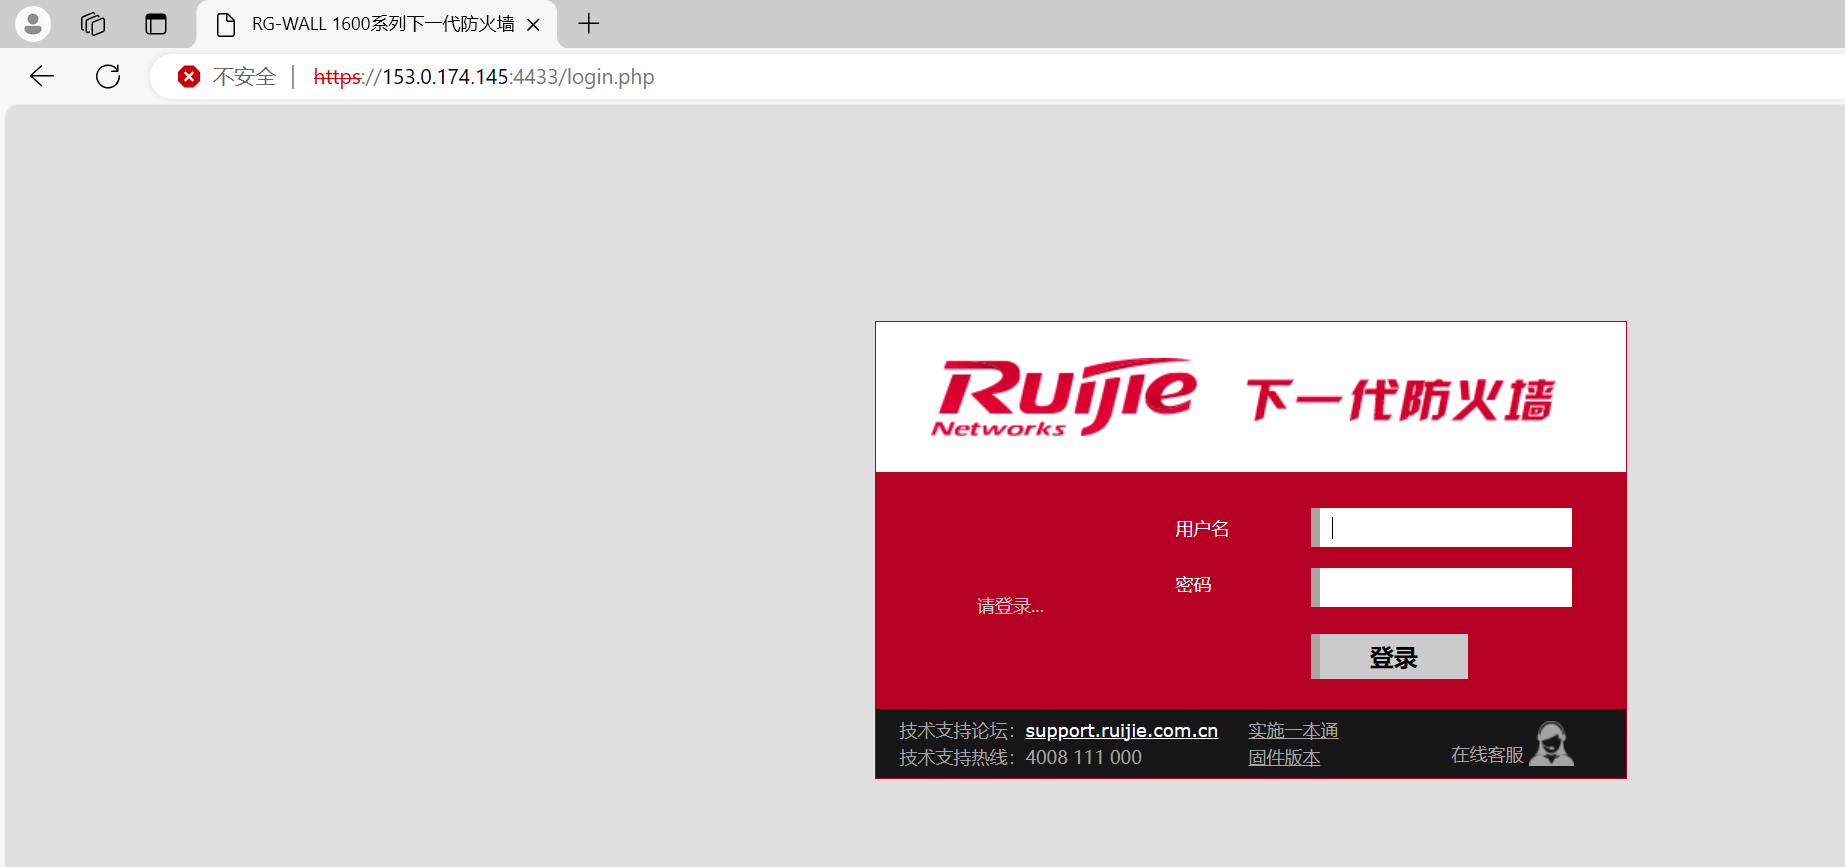 RG-WALL 1600系列下一代防火墙
不安全 | https://153.0.174.145:4433/login.php
RUIJIE Networks 下一代防火墙
用户名
密码
请登录...
登录
技术支持论坛：support.ruijie.com.cn 实施一本通
技术支持热线：4008 111 000 固件版本
在线客服